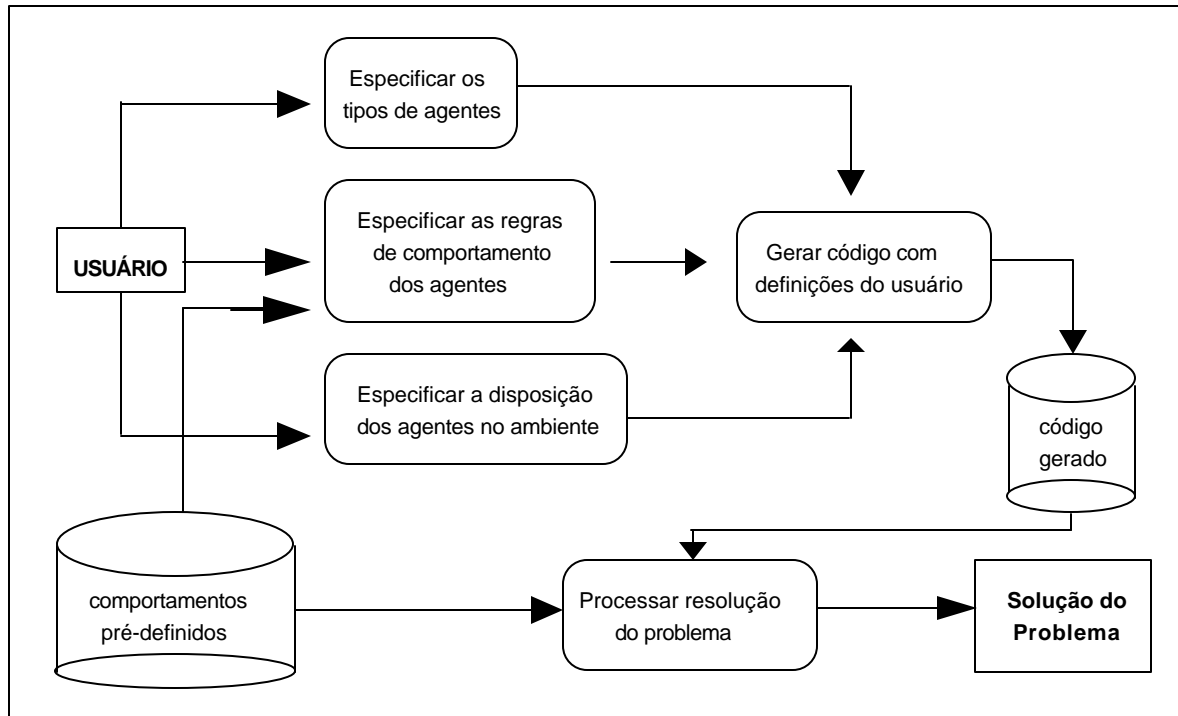 Especificar os
tipos de agentes
Especificar as regras
de comportamento
dos agentes
Gerar código com
definições do usuário
USUÁRIO
Especificar a disposição
dos agentes no ambiente
código
gerado
comportamentos
pré-definidos
Processar resolução
do problema
Solução do
Problema